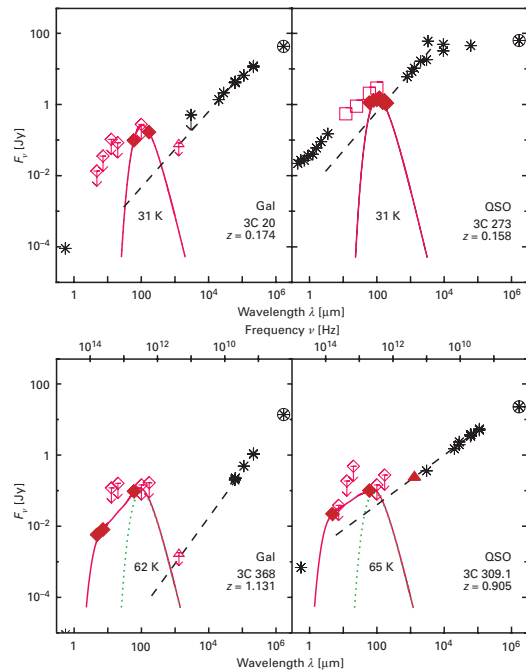 100
1
10⁻²
10⁻⁴
Fν [Jy]
31 K
Gal
3C 20
z = 0.174
31 K
QSO
3C 273
z = 0.158
1 100 10⁴ 10⁶ 1 100 10⁴ 10⁶
Wavelength λ [μm]
Frequency ν [Hz]
10¹⁴ 10¹² 10¹⁰ 10¹⁴ 10¹² 10¹⁰
100
1
10⁻²
10⁻⁴
Fν [Jy]
62 K
Gal
3C 368
z = 1.131
65 K
QSO
3C 309.1
z = 0.905
1 100 10⁴ 10⁶ 1 100 10⁴ 10⁶
Wavelength λ [μm]